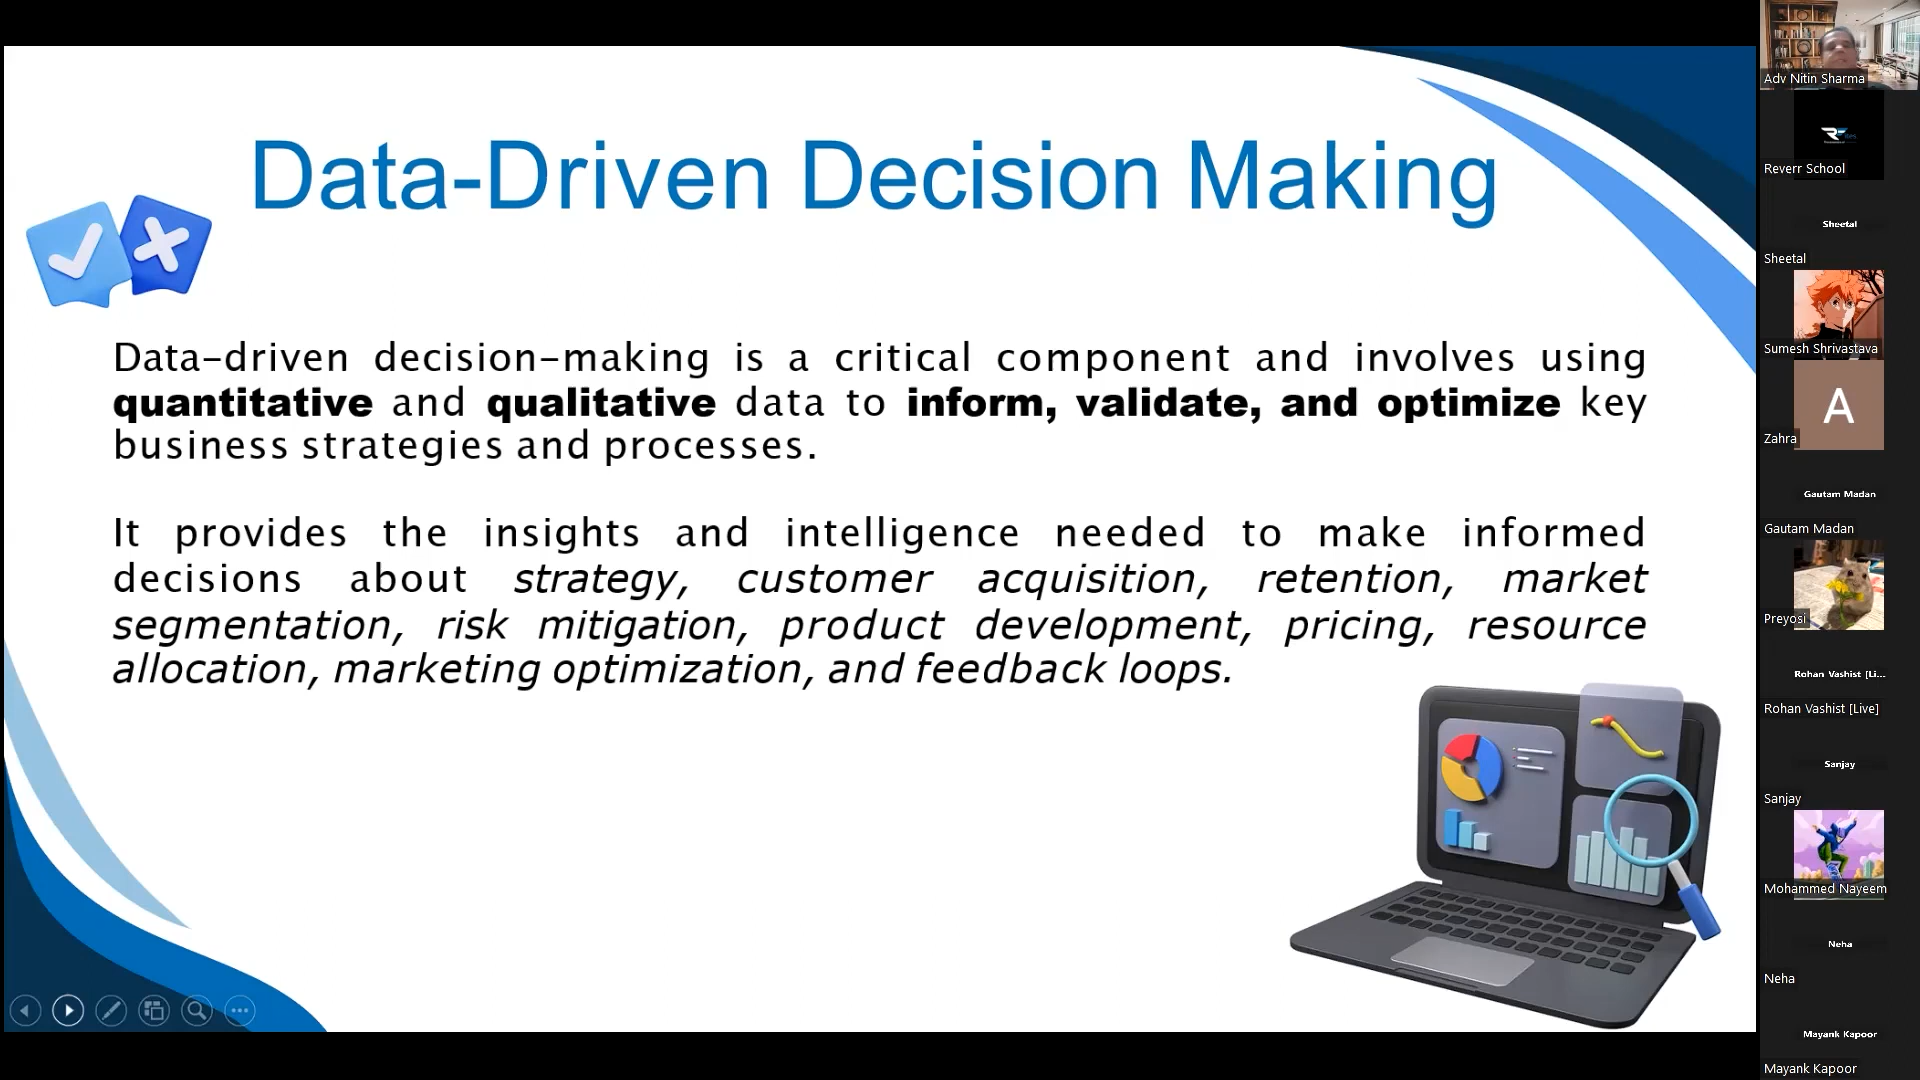 Data-Driven Decision Making
Data-driven decision-making is a critical component and involves using
quantitative and qualitative data to inform, validate, and optimize key
business strategies and processes.
It provides the insights and intelligence needed to make informed
decisions about strategy, customer acquisition, retention, market
segmentation, risk mitigation, product development, pricing, resource
allocation, marketing optimization, and feedback loops.
Adv Nitin Sharma
Reverr School
Sheetal
Sheetal
Sumesh Shrivastava
A
Zahra
Gautam Madan
Gautam Madan
Preyosi
Rohan Vashist [Li...
Rohan Vashist [Live]
Sanjay
Sanjay
Mohammed Nayeem
Neha
Neha
Mayank Kapoor
Mayank Kapoor